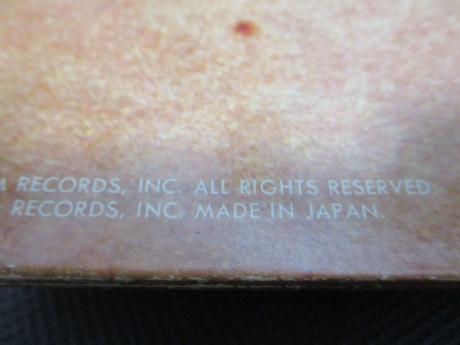 M RECORDS, INC. ALL RIGHTS RESERVED.
RECORDS, INC. MADE IN JAPAN.